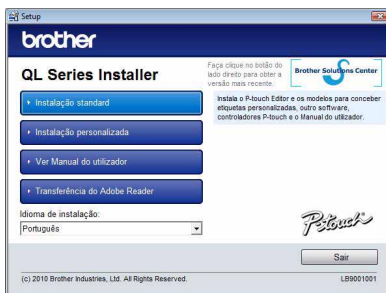 Setup
brother
QL Series Installer
Faça clique no botão do
lado direito para obter a
versão mais recente.
Brother Solutions Center
Instalação standard
Instala o P-touch Editor e os modelos para conceber
etiquetas personalizadas, outro software,
controladores P-touch e o Manual do utilizador.
Instalação personalizada
Ver Manual do utilizador
Transferência do Adobe Reader
Idioma de instalação:
Português
P-touch
Sair
(c) 2010 Brother Industries, Ltd. All Rights Reserved.
LB9001001